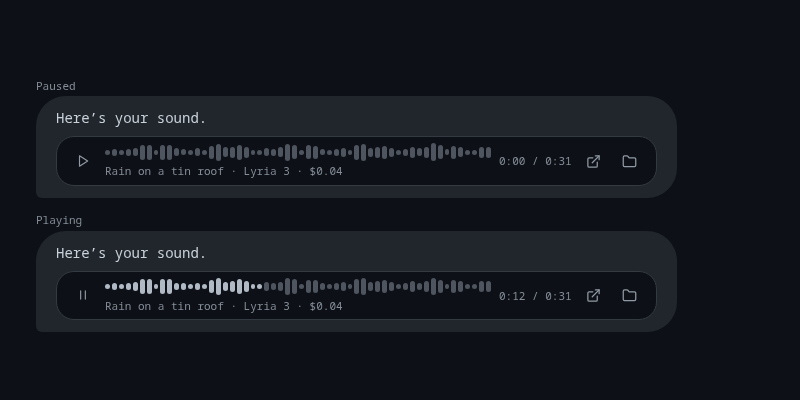 Paused
Here’s your sound.
0:00 / 0:31
Rain on a tin roof · Lyria 3 · $0.04
Playing
Here’s your sound.
0:12 / 0:31
Rain on a tin roof · Lyria 3 · $0.04